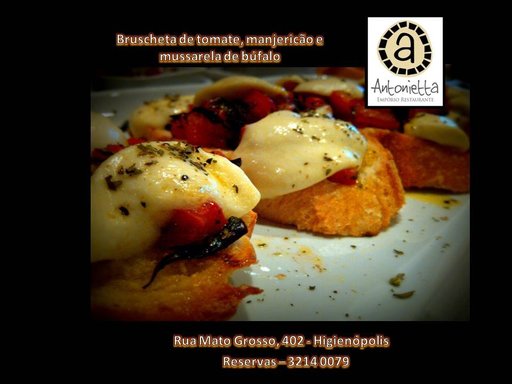 Bruscheta de tomate, manjericão e
mussarela de búfalo
a
Antonietta
EMPÓRIO RESTAURANTE
Rua Mato Grosso, 402 - Higienópolis
Reservas – 3214 0079